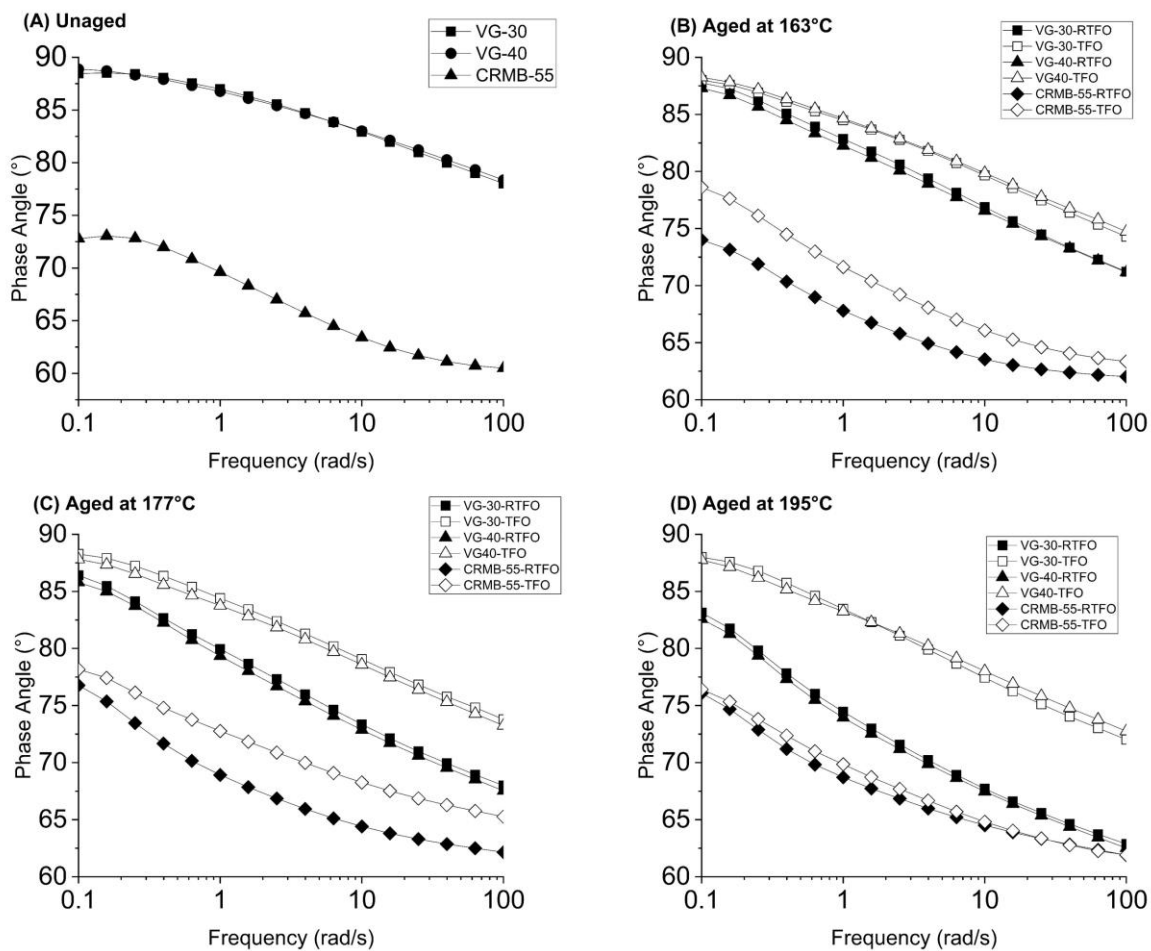 (A) Unaged
VG-30
VG-40
CRMB-55
90
85
80
75
70
65
60
Phase Angle (°)
0.1
1
10
100
Frequency (rad/s)
(B) Aged at 163°C
VG-30-RTFO
VG-30-TFO
VG-40-RTFO
VG40-TFO
CRMB-55-RTFO
CRMB-55-TFO
90
85
80
75
70
65
60
Phase Angle (°)
0.1
1
10
100
Frequency (rad/s)
(C) Aged at 177°C
VG-30-RTFO
VG-30-TFO
VG-40-RTFO
VG40-TFO
CRMB-55-RTFO
CRMB-55-TFO
90
85
80
75
70
65
60
Phase Angle (°)
0.1
1
10
100
Frequency (rad/s)
(D) Aged at 195°C
VG-30-RTFO
VG-30-TFO
VG-40-RTFO
VG40-TFO
CRMB-55-RTFO
CRMB-55-TFO
90
85
80
75
70
65
60
Phase Angle (°)
0.1
1
10
100
Frequency (rad/s)